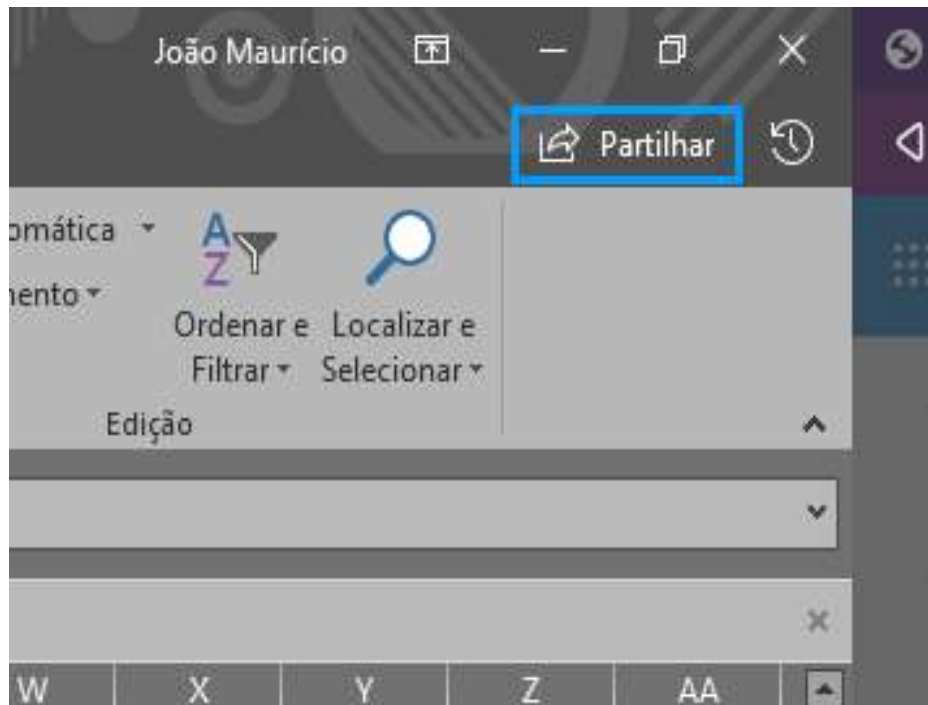 João Maurício
Partilhar
omática
nento
Ordenar e
Filtrar
Localizar e
Selecionar
Edição
W X Y Z AA